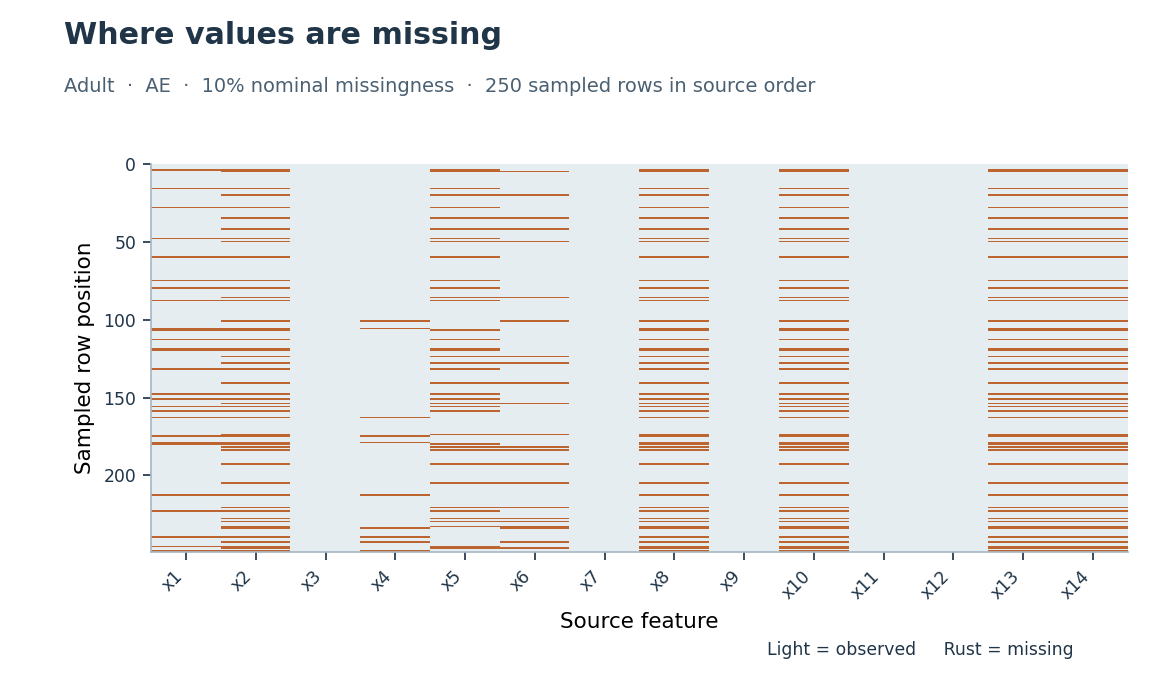 Where values are missing
Adult · AE · 10% nominal missingness · 250 sampled rows in source order
0
50
100
150
200
Sampled row position
x1 x2 x3 x4 x5 x6 x7 x8 x9 x10 x11 x12 x13 x14
Source feature
Light = observed Rust = missing